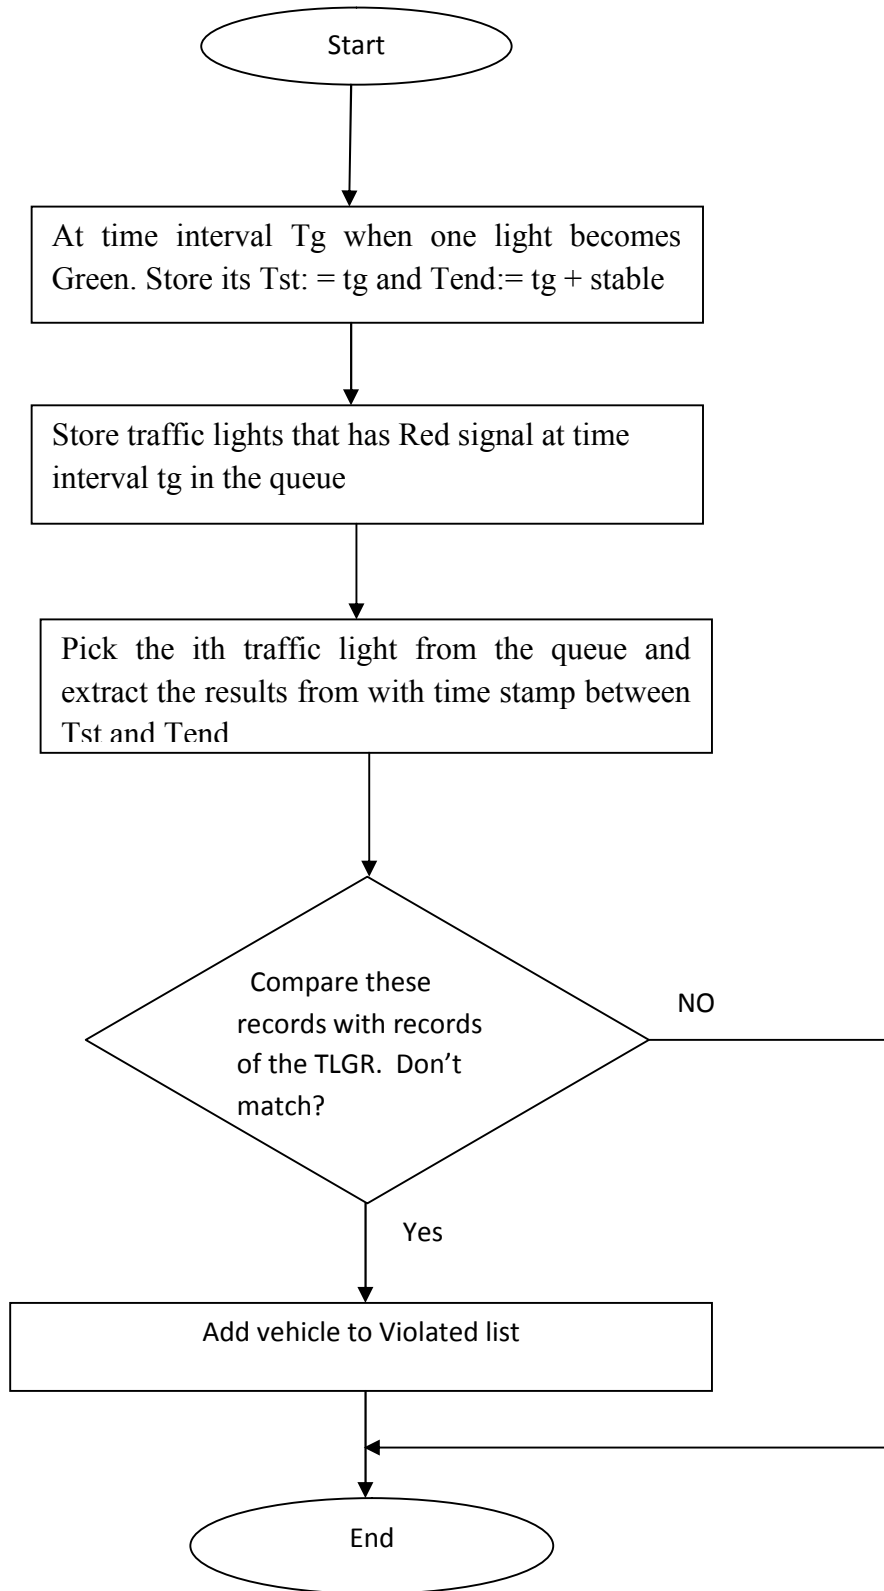 Start
At time interval Tg when one light becomes
Green. Store its Tst: = tg and Tend:= tg + stable
Store traffic lights that has Red signal at time
interval tg in the queue
Pick the ith traffic light from the queue and
extract the results from with time stamp between
Tst and Tend
Compare these
records with records
of the TLGR. Don't
match?
NO
Yes
Add vehicle to Violated list
End